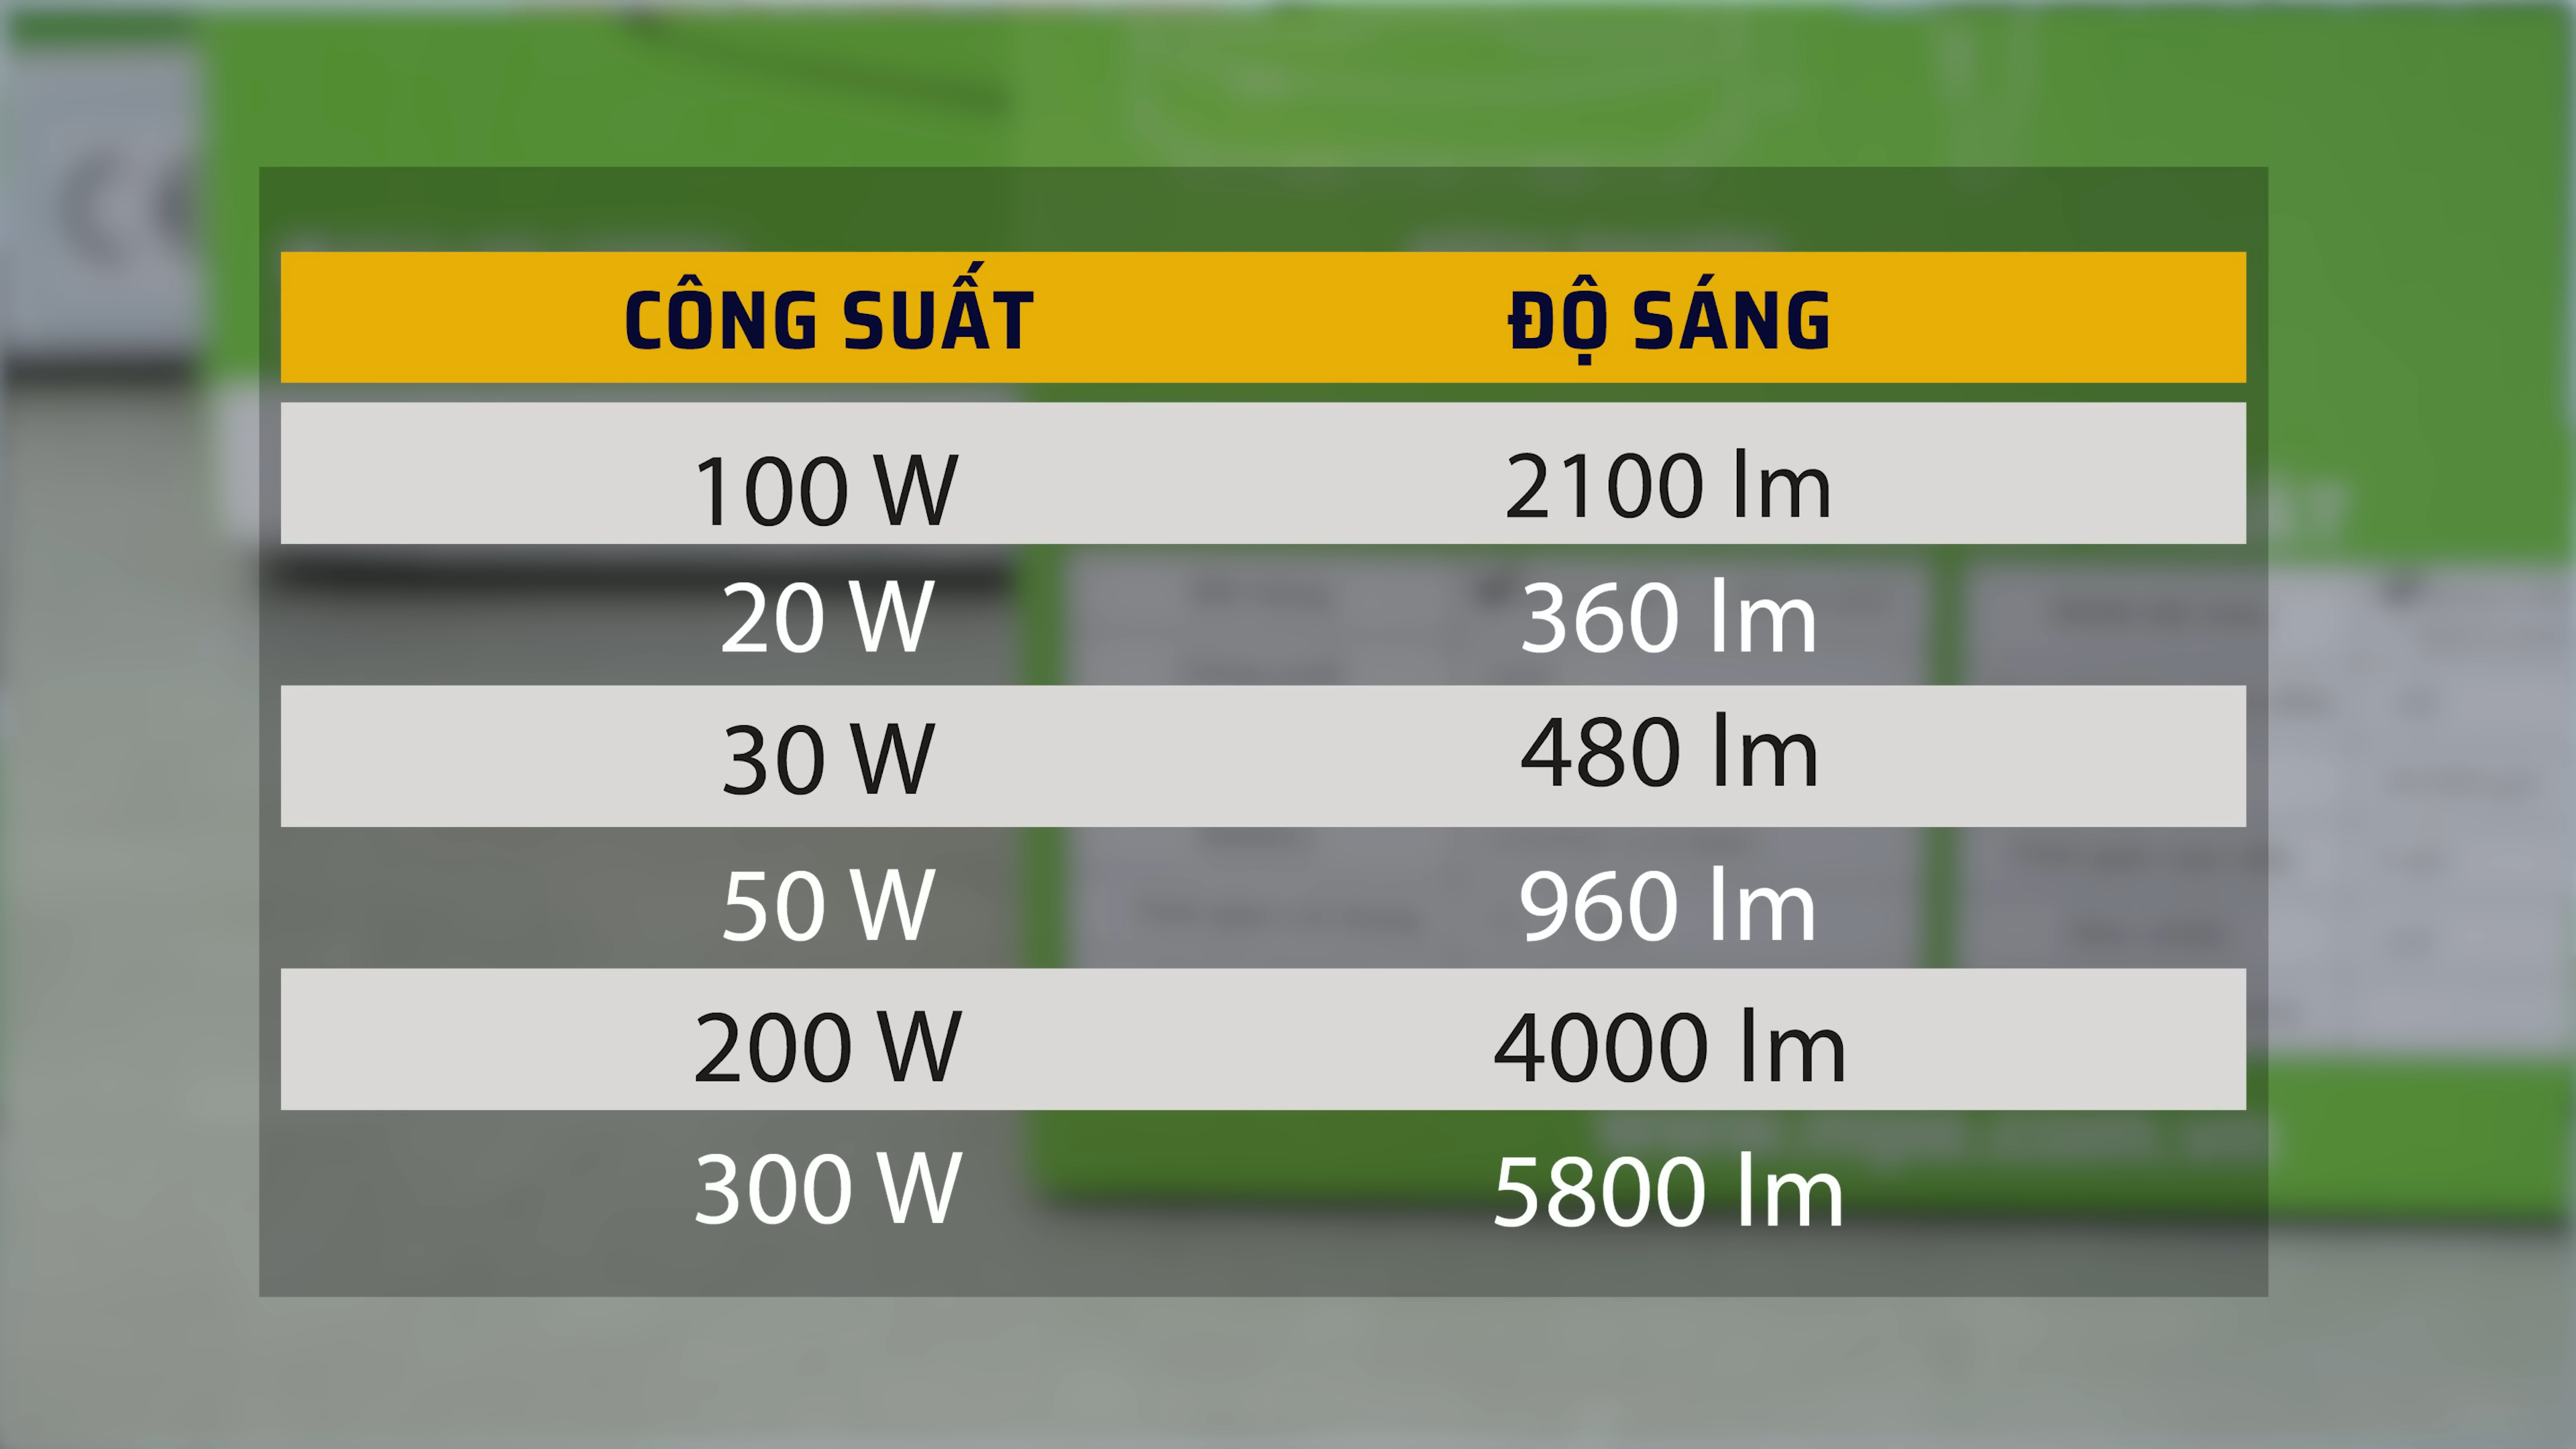 CÔNG SUẤT ĐỘ SÁNG
100 W 2100 lm
20 W 360 lm
30 W 480 lm
50 W 960 lm
200 W 4000 lm
300 W 5800 lm